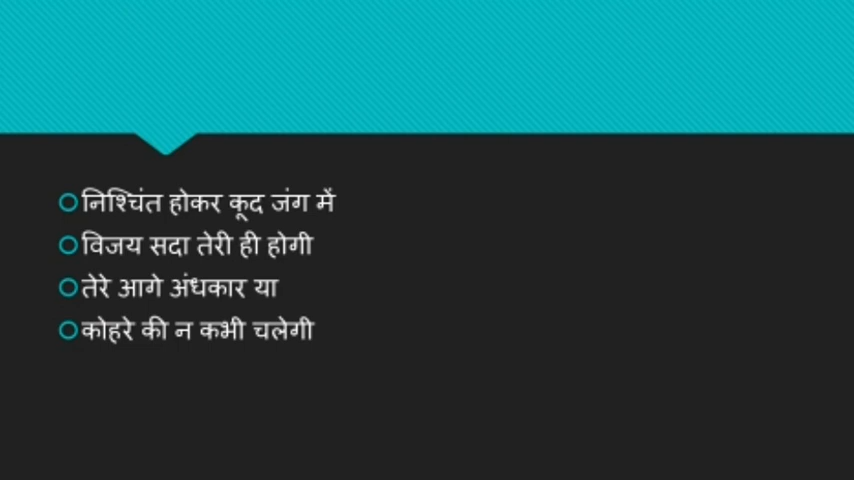 निश्चिंत होकर कूद जंग में
विजय सदा तेरी ही होगी
तेरे आगे अंधकार या
कोहरे की न कभी चलेगी